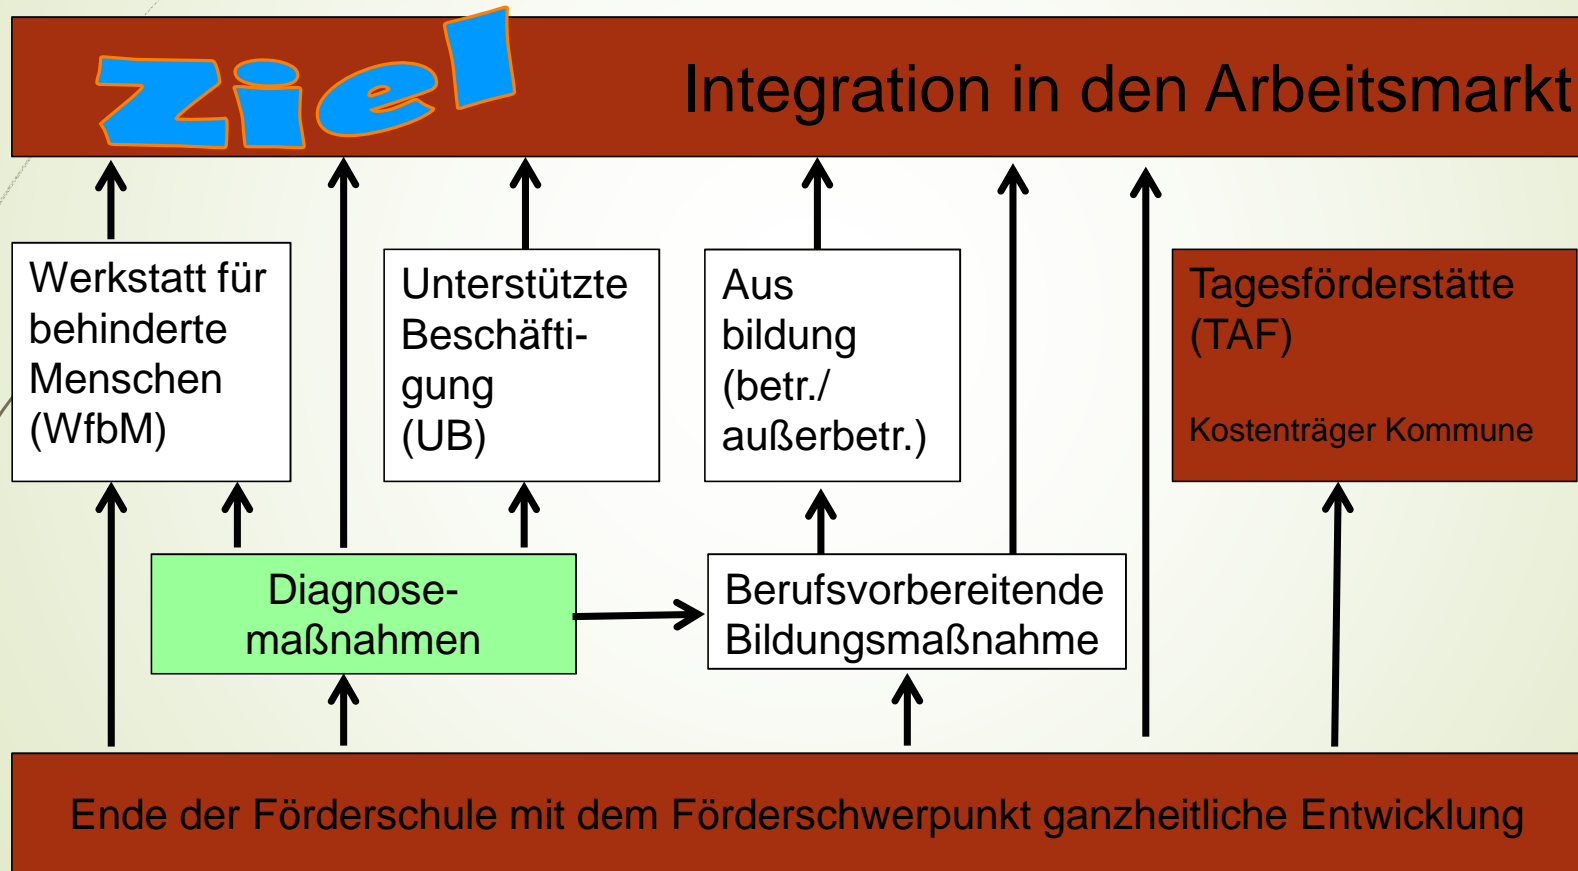 Ziel
Integration in den Arbeitsmarkt
Werkstatt für
behinderte
Menschen
(WfbM)
Unterstützte
Beschäfti-
gung
(UB)
Aus
bildung
(betr./
außerbetr.)
Tagesförderstätte
(TAF)
Kostenträger Kommune
Diagnose-
maßnahmen
Berufsvorbereitende
Bildungsmaßnahme
Ende der Förderschule mit dem Förderschwerpunkt ganzheitliche Entwicklung